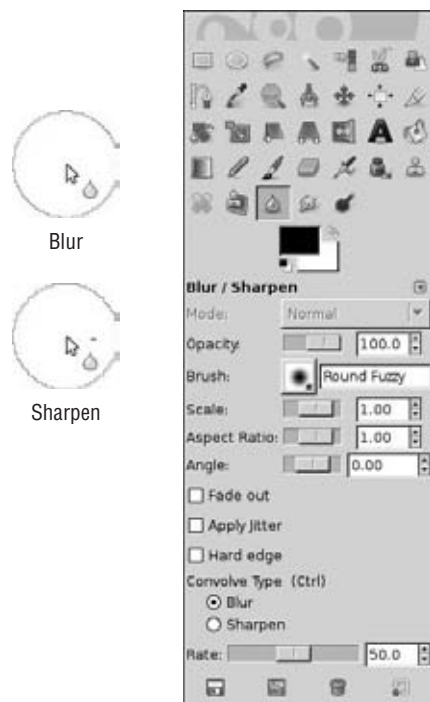 Blur
Sharpen
Blur / Sharpen
Mode: Normal
Opacity: 100.0
Brush: Round Fuzzy
Scale: 1.00
Aspect Ratio: 1.00
Angle: 0.00
Fade out
Apply Jitter
Hard edge
Convolve Type (Ctrl)
Blur
Sharpen
Rate: 50.0